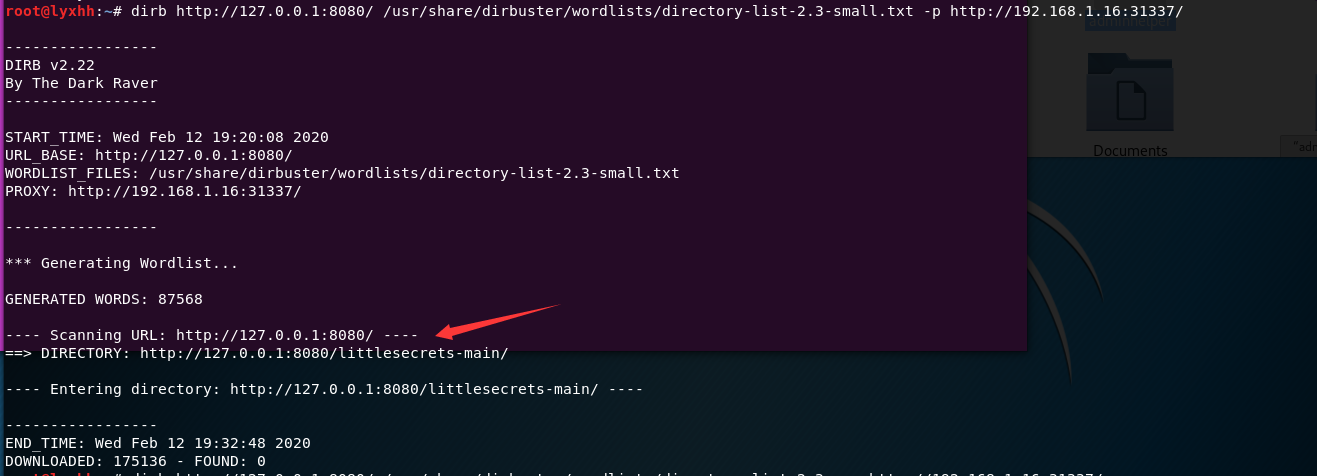 root@lyxhh:~# dirb http://127.0.0.1:8080/ /usr/share/dirbuster/wordlists/directory-list-2.3-small.txt -p http://192.168.1.16:31337/
-----------------
DIRB v2.22
By The Dark Raver
-----------------
START_TIME: Wed Feb 12 19:20:08 2020
URL_BASE: http://127.0.0.1:8080/
WORDLIST_FILES: /usr/share/dirbuster/wordlists/directory-list-2.3-small.txt
PROXY: http://192.168.1.16:31337/
-----------------
*** Generating Wordlist...
GENERATED WORDS: 87568
---- Scanning URL: http://127.0.0.1:8080/ ----
==> DIRECTORY: http://127.0.0.1:8080/littlesecrets-main/
---- Entering directory: http://127.0.0.1:8080/littlesecrets-main/ ----
-----------------
END_TIME: Wed Feb 12 19:32:48 2020
DOWNLOADED: 175136 - FOUND: 0
adminhelper
Documents
"adm